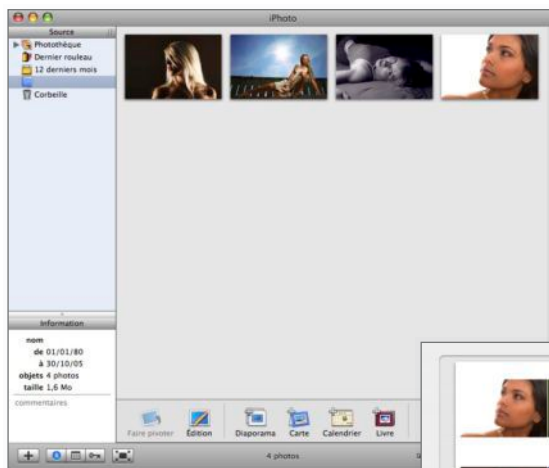 iPhoto
Source
Photothèque
Dernier rouleau
12 derniers mois
Corbeille
Information
nom
de 01/01/80
à 30/10/05
objets 4 photos
taille 1,6 Mo
commentaires
Faire pivoter
Édition
Diaporama
Carte
Calendrier
Livre
4 photos